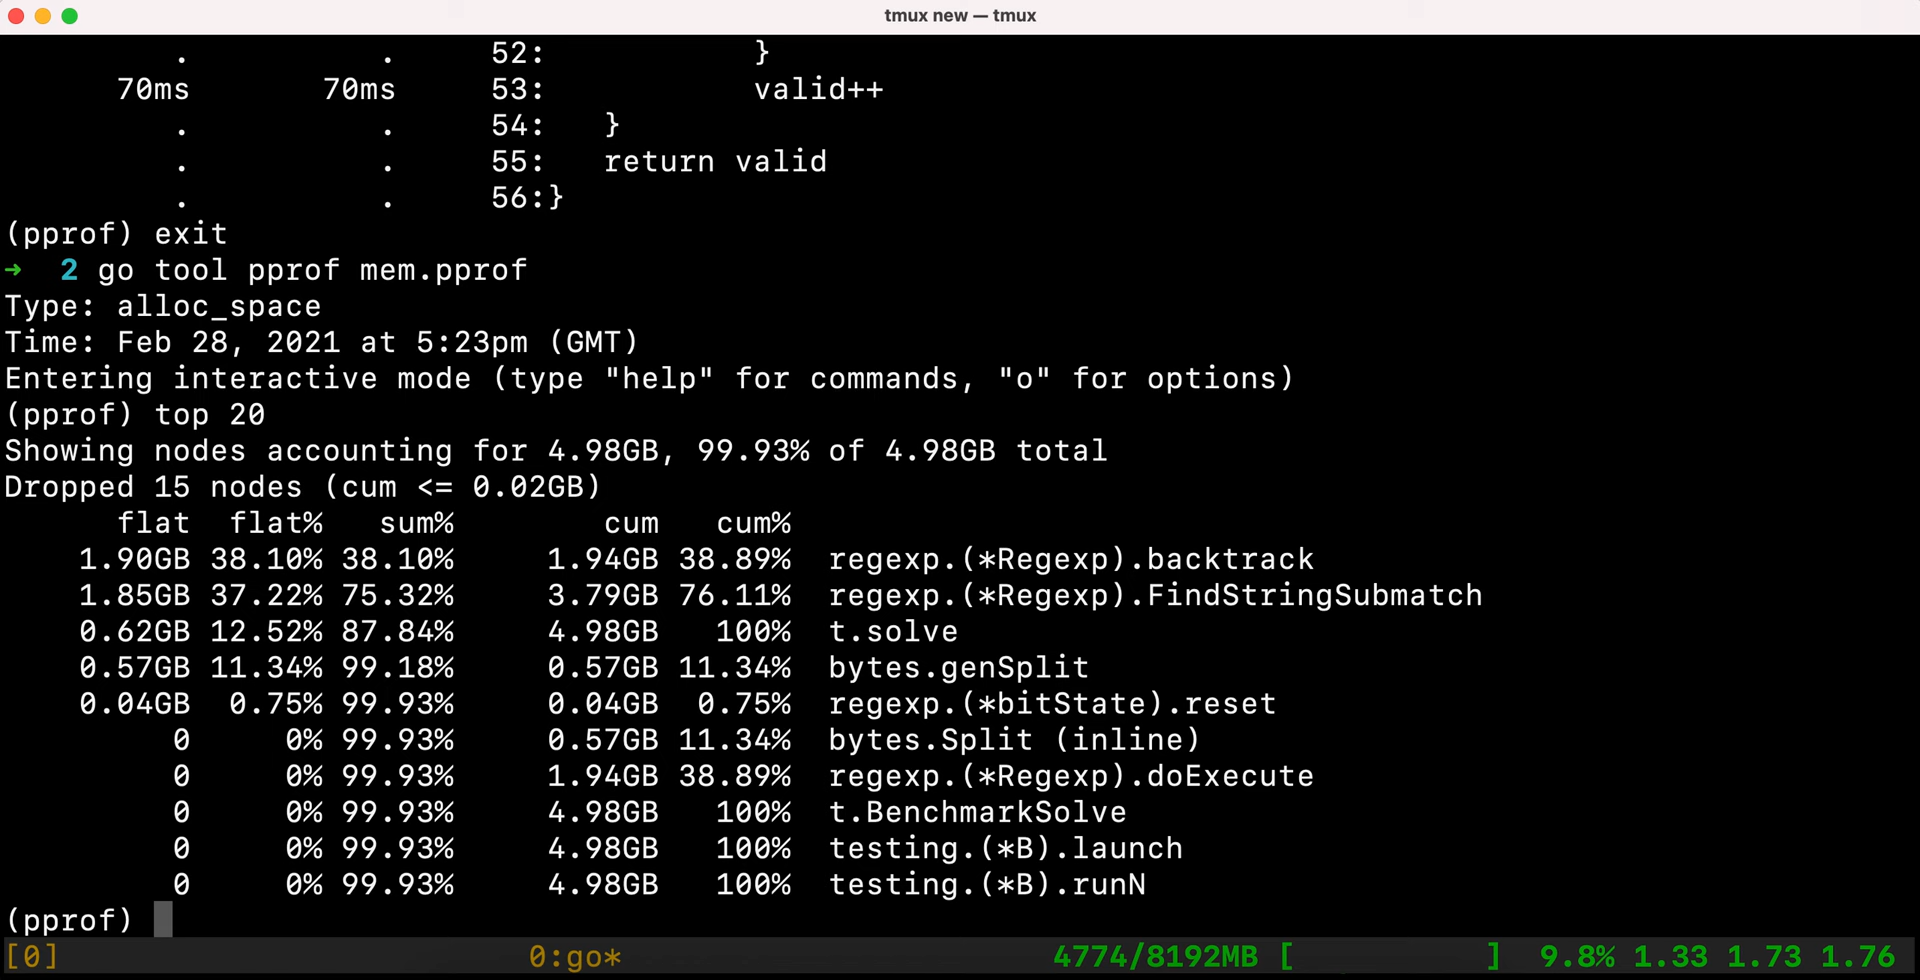 tmux new — tmux
. . 52: }
70ms 70ms 53: valid++
. . 54: }
. . 55: return valid
. . 56:}
(pprof) exit
➜ 2 go tool pprof mem.pprof
Type: alloc_space
Time: Feb 28, 2021 at 5:23pm (GMT)
Entering interactive mode (type "help" for commands, "o" for options)
(pprof) top 20
Showing nodes accounting for 4.98GB, 99.93% of 4.98GB total
Dropped 15 nodes (cum <= 0.02GB)
flat flat% sum% cum cum%
1.90GB 38.10% 38.10% 1.94GB 38.89% regexp.(*Regexp).backtrack
1.85GB 37.22% 75.32% 3.79GB 76.11% regexp.(*Regexp).FindStringSubmatch
0.62GB 12.52% 87.84% 4.98GB 100% t.solve
0.57GB 11.34% 99.18% 0.57GB 11.34% bytes.genSplit
0.04GB 0.75% 99.93% 0.04GB 0.75% regexp.(*bitState).reset
0 0% 99.93% 0.57GB 11.34% bytes.Split (inline)
0 0% 99.93% 1.94GB 38.89% regexp.(*Regexp).doExecute
0 0% 99.93% 4.98GB 100% t.BenchmarkSolve
0 0% 99.93% 4.98GB 100% testing.(*B).launch
0 0% 99.93% 4.98GB 100% testing.(*B).runN
(pprof)
[0] 0:go* 4774/8192MB [ ] 9.8% 1.33 1.73 1.76